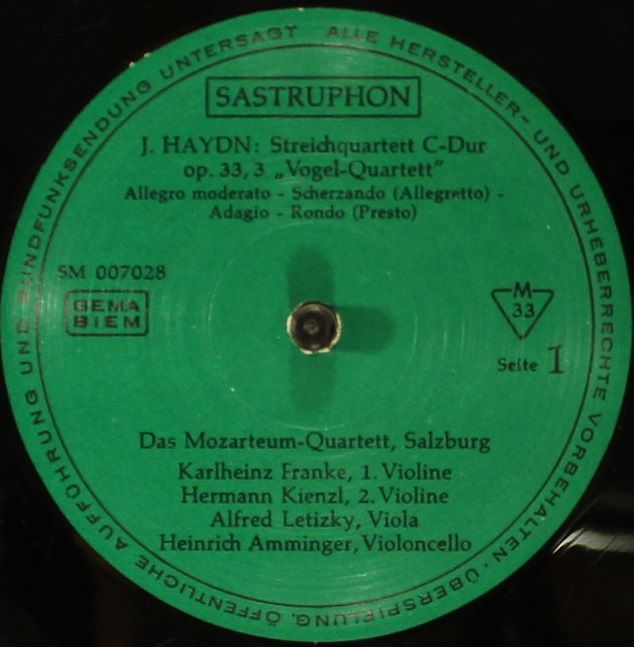 ALLE HERSTELLER- UND URHEBERRECHTE VORBEHALTEN · ÜBERSPIELUNG, ÖFFENTLICHE AUFFÜHRUNG UND RUNDFUNKSENDUNG UNTERSAGT
SASTRUPHON
J. HAYDN: Streichquartett C-Dur
op. 33, 3 „Vogel-Quartett”
Allegro moderato - Scherzando (Allegretto) -
Adagio - Rondo (Presto)
SM 007028
GEMA
BIEM
M
33
Seite 1
Das Mozarteum-Quartett, Salzburg
Karlheinz Franke, 1. Violine
Hermann Kienzl, 2. Violine
Alfred Letizky, Viola
Heinrich Amminger, Violoncello